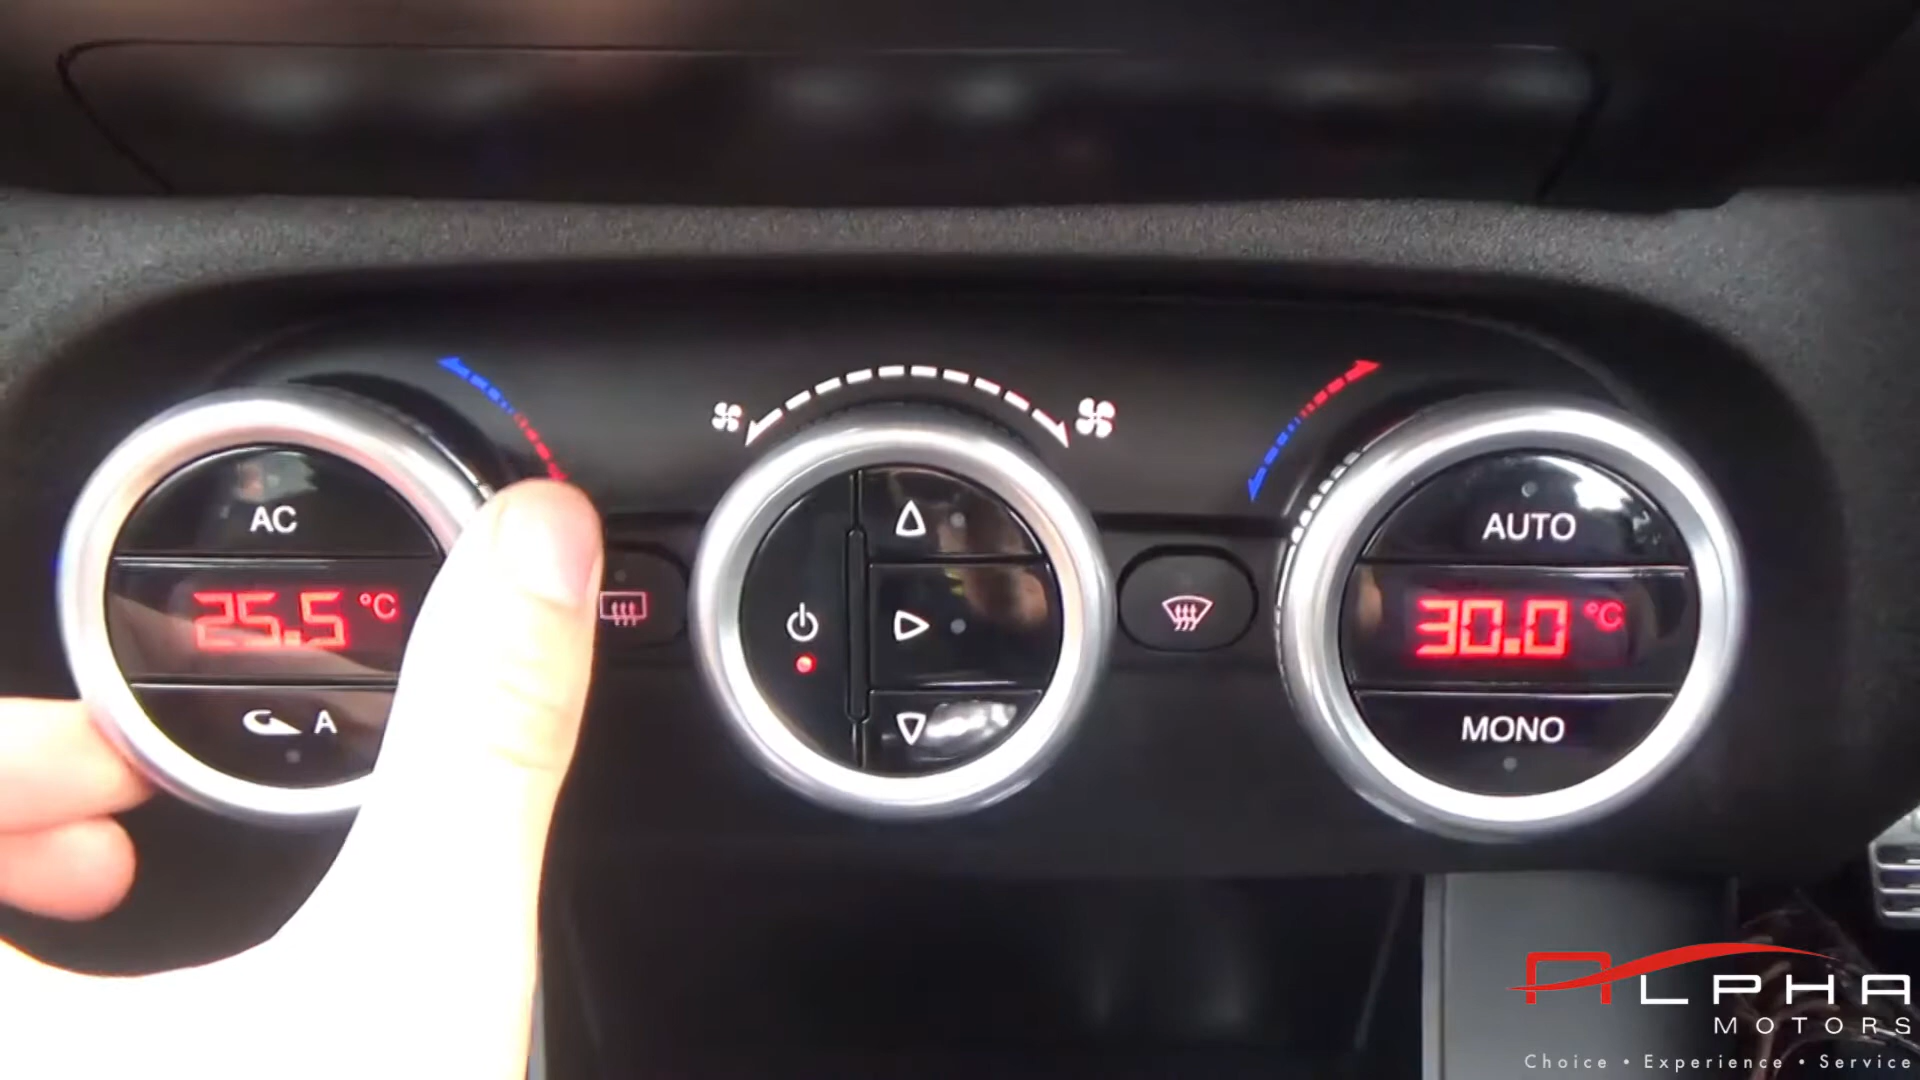 AC
25.5 °C
A
AUTO
30.0 °C
MONO
ALPHA
MOTORS
Choice • Experience • Service